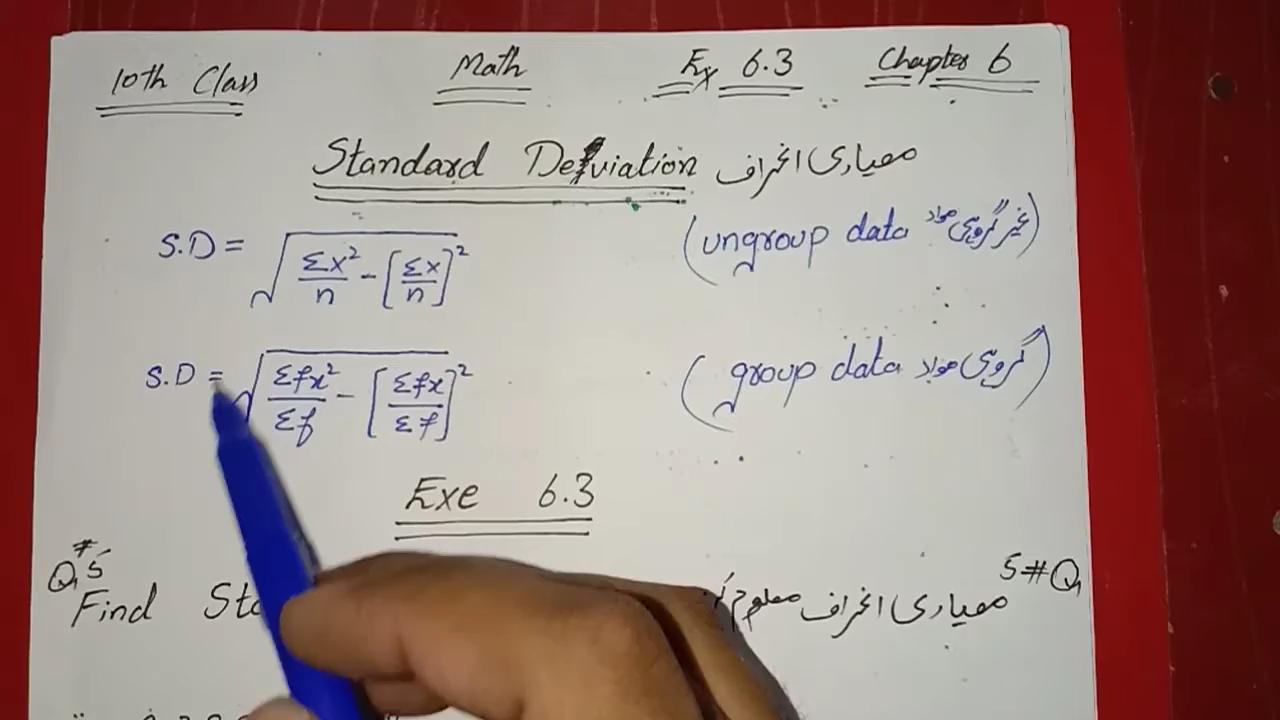 10th Class Math Ex 6.3 Chapter 6
Standard Deviation معیاری انحراف
S.D = √ Σx²/n - [Σx/n]² (ungroup data غیر گروہی مواد)
S.D = √ Σfx²/Σf - [Σfx/Σf]² (group data گروہی مواد)
Exe 6.3
Q#5 5#Q
Find معیاری انحراف معلوم